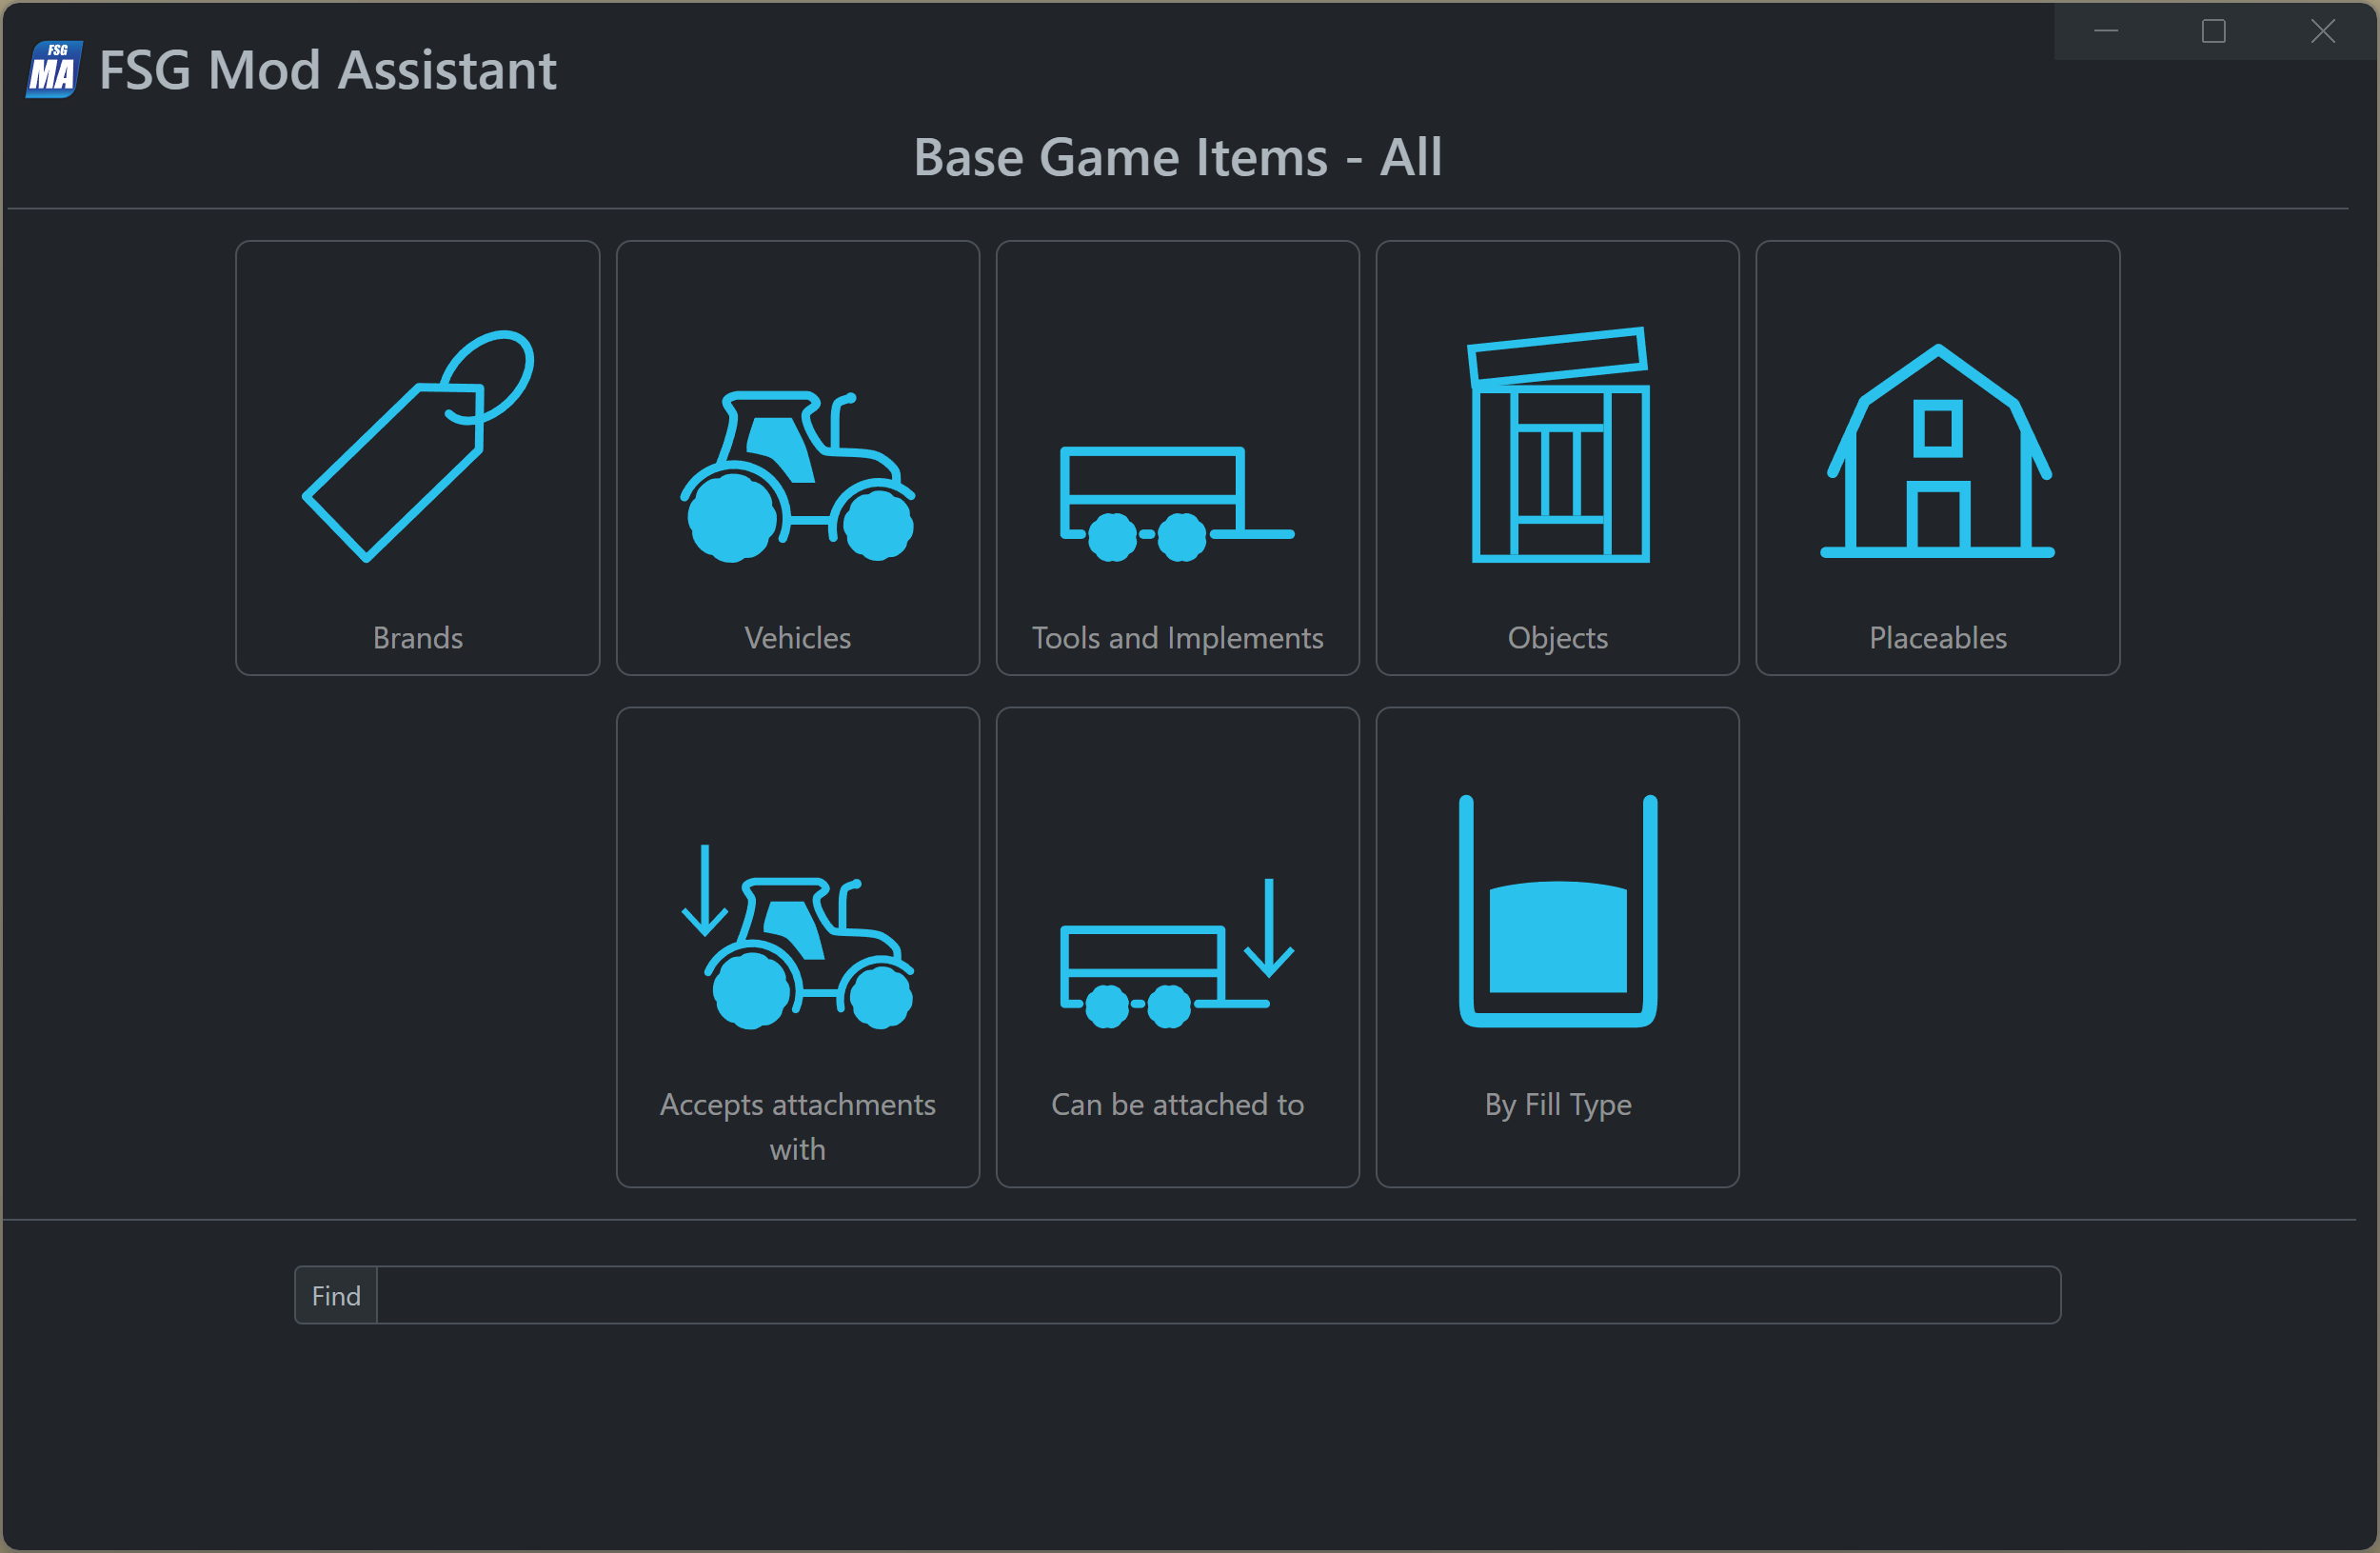 FSG
MA
FSG Mod Assistant
Base Game Items - All
Brands
Vehicles
Tools and Implements
Objects
Placeables
Accepts attachments
with
Can be attached to
By Fill Type
Find